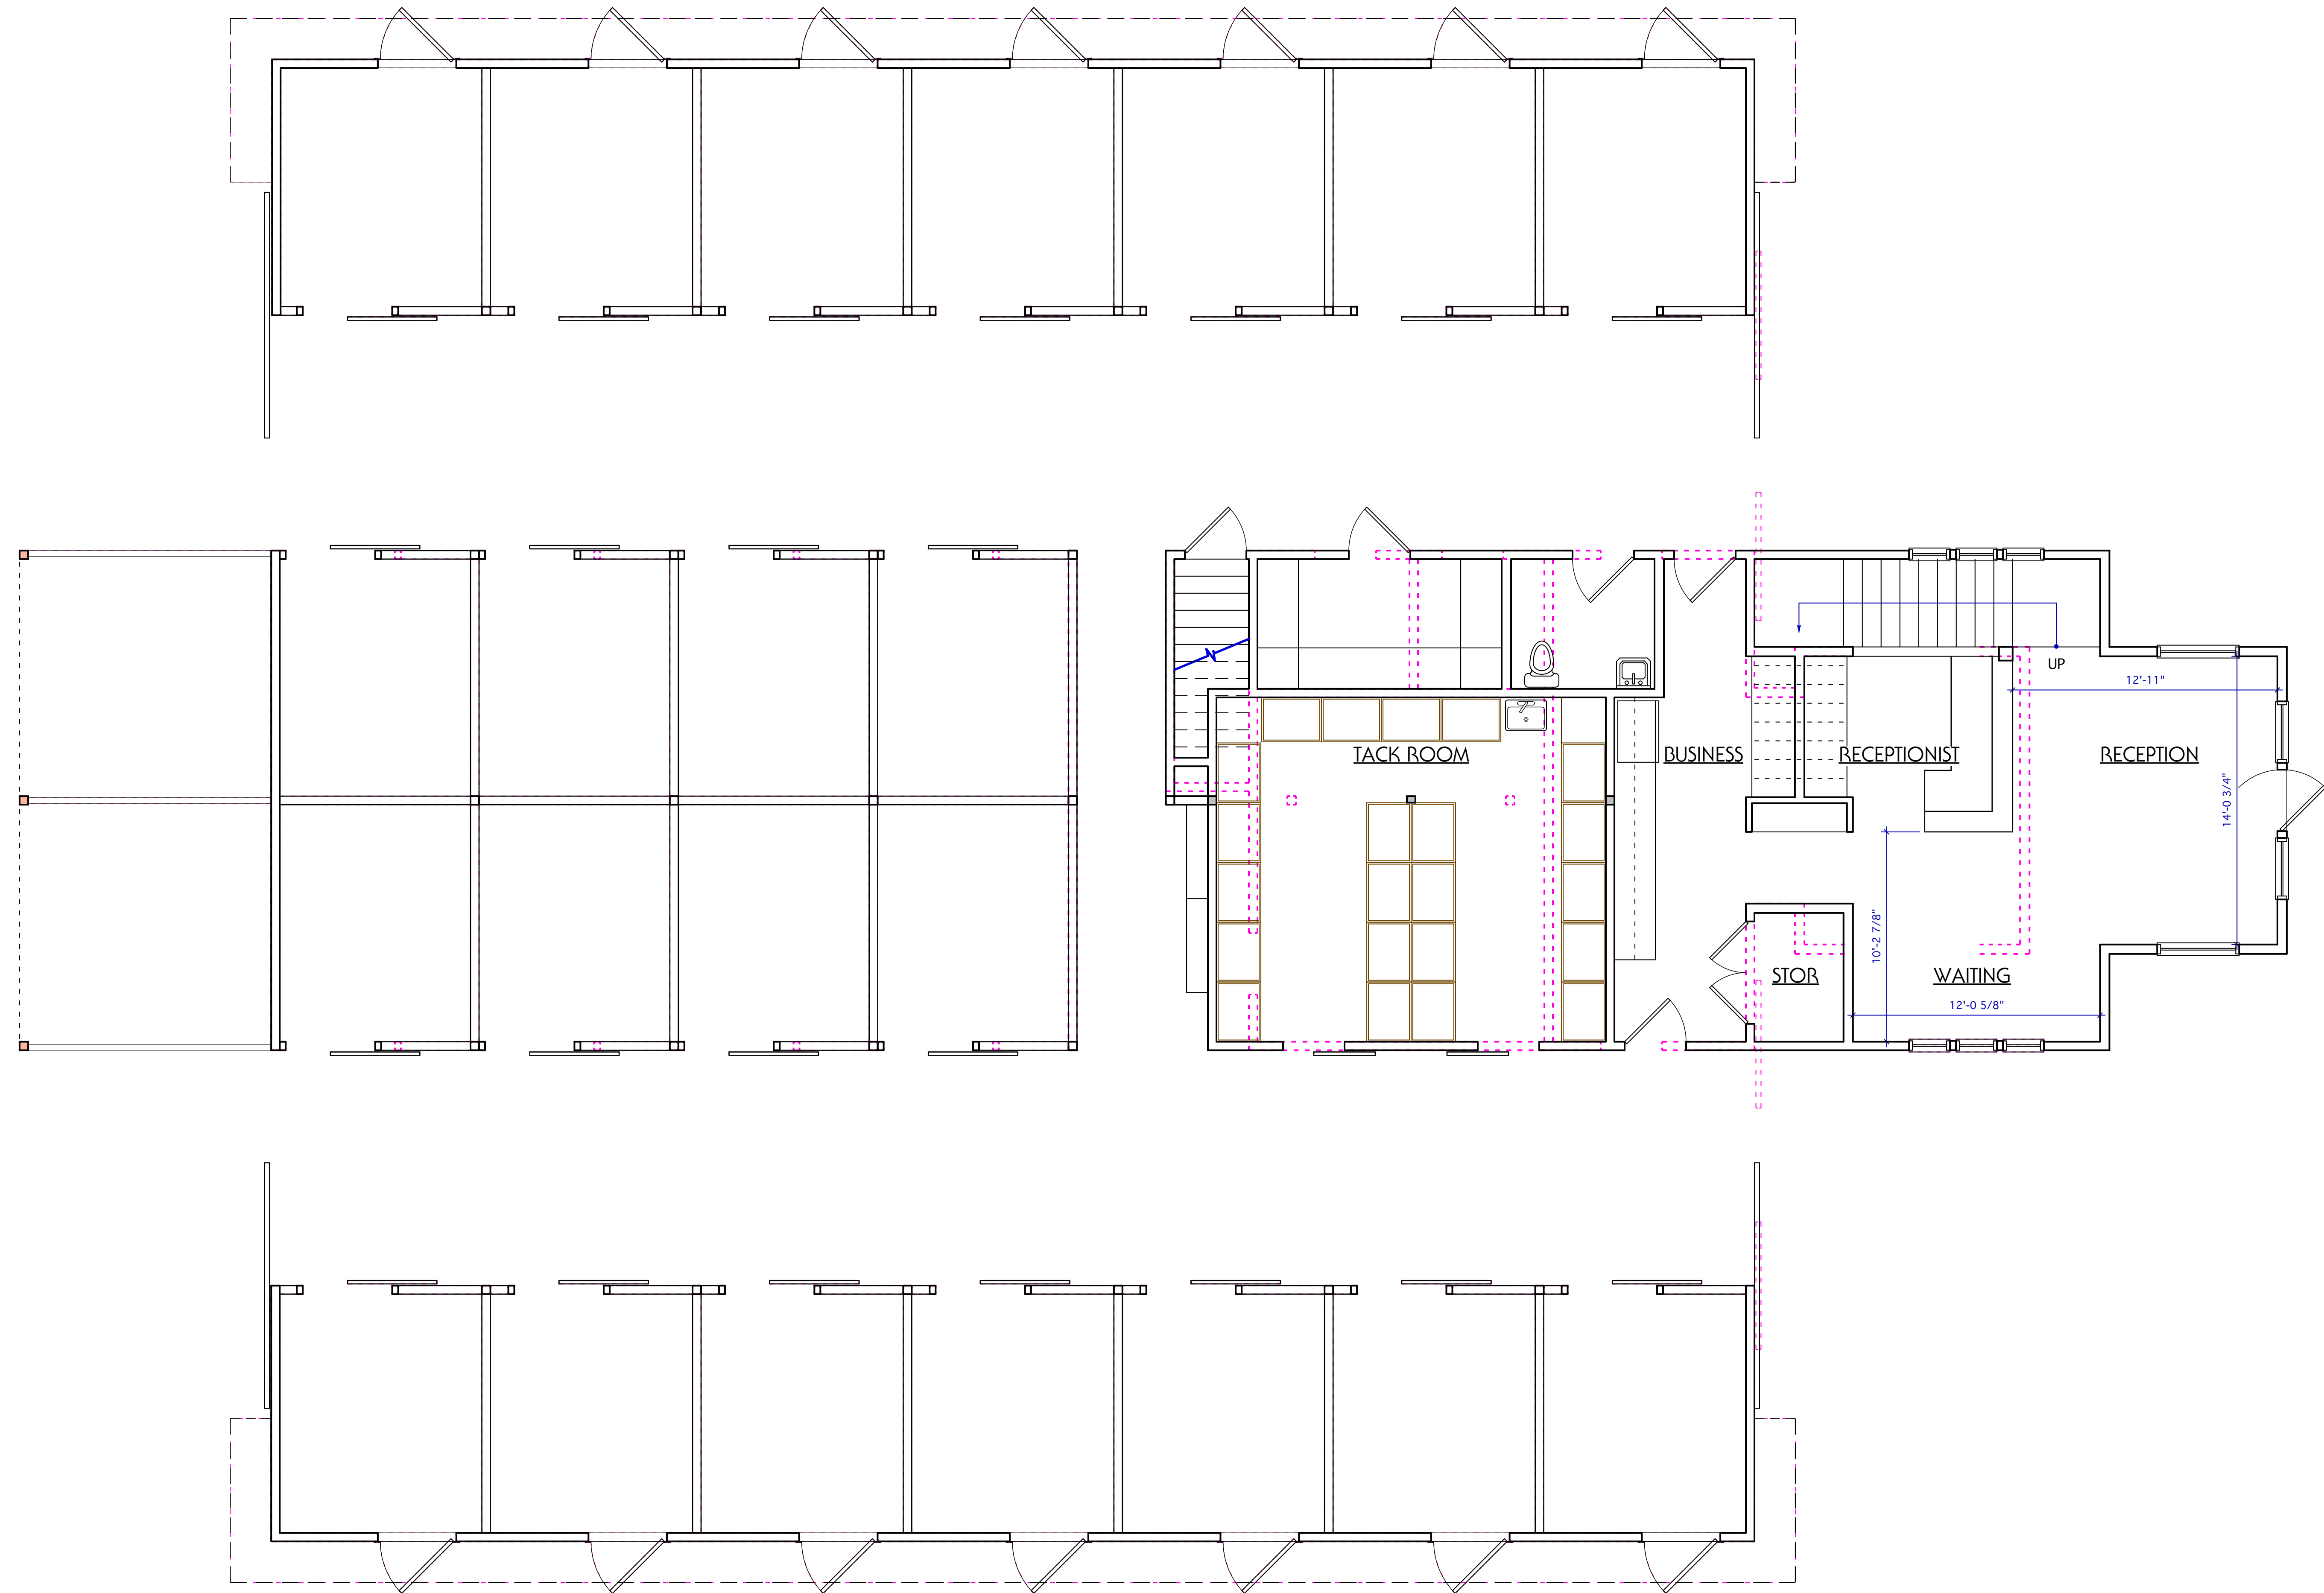 UP
12'-11"
TACK ROOM
BUSINESS
RECEPTIONIST
RECEPTION
14'-0 3/4"
10'-2 7/8"
STOR
WAITING
12'-0 5/8"